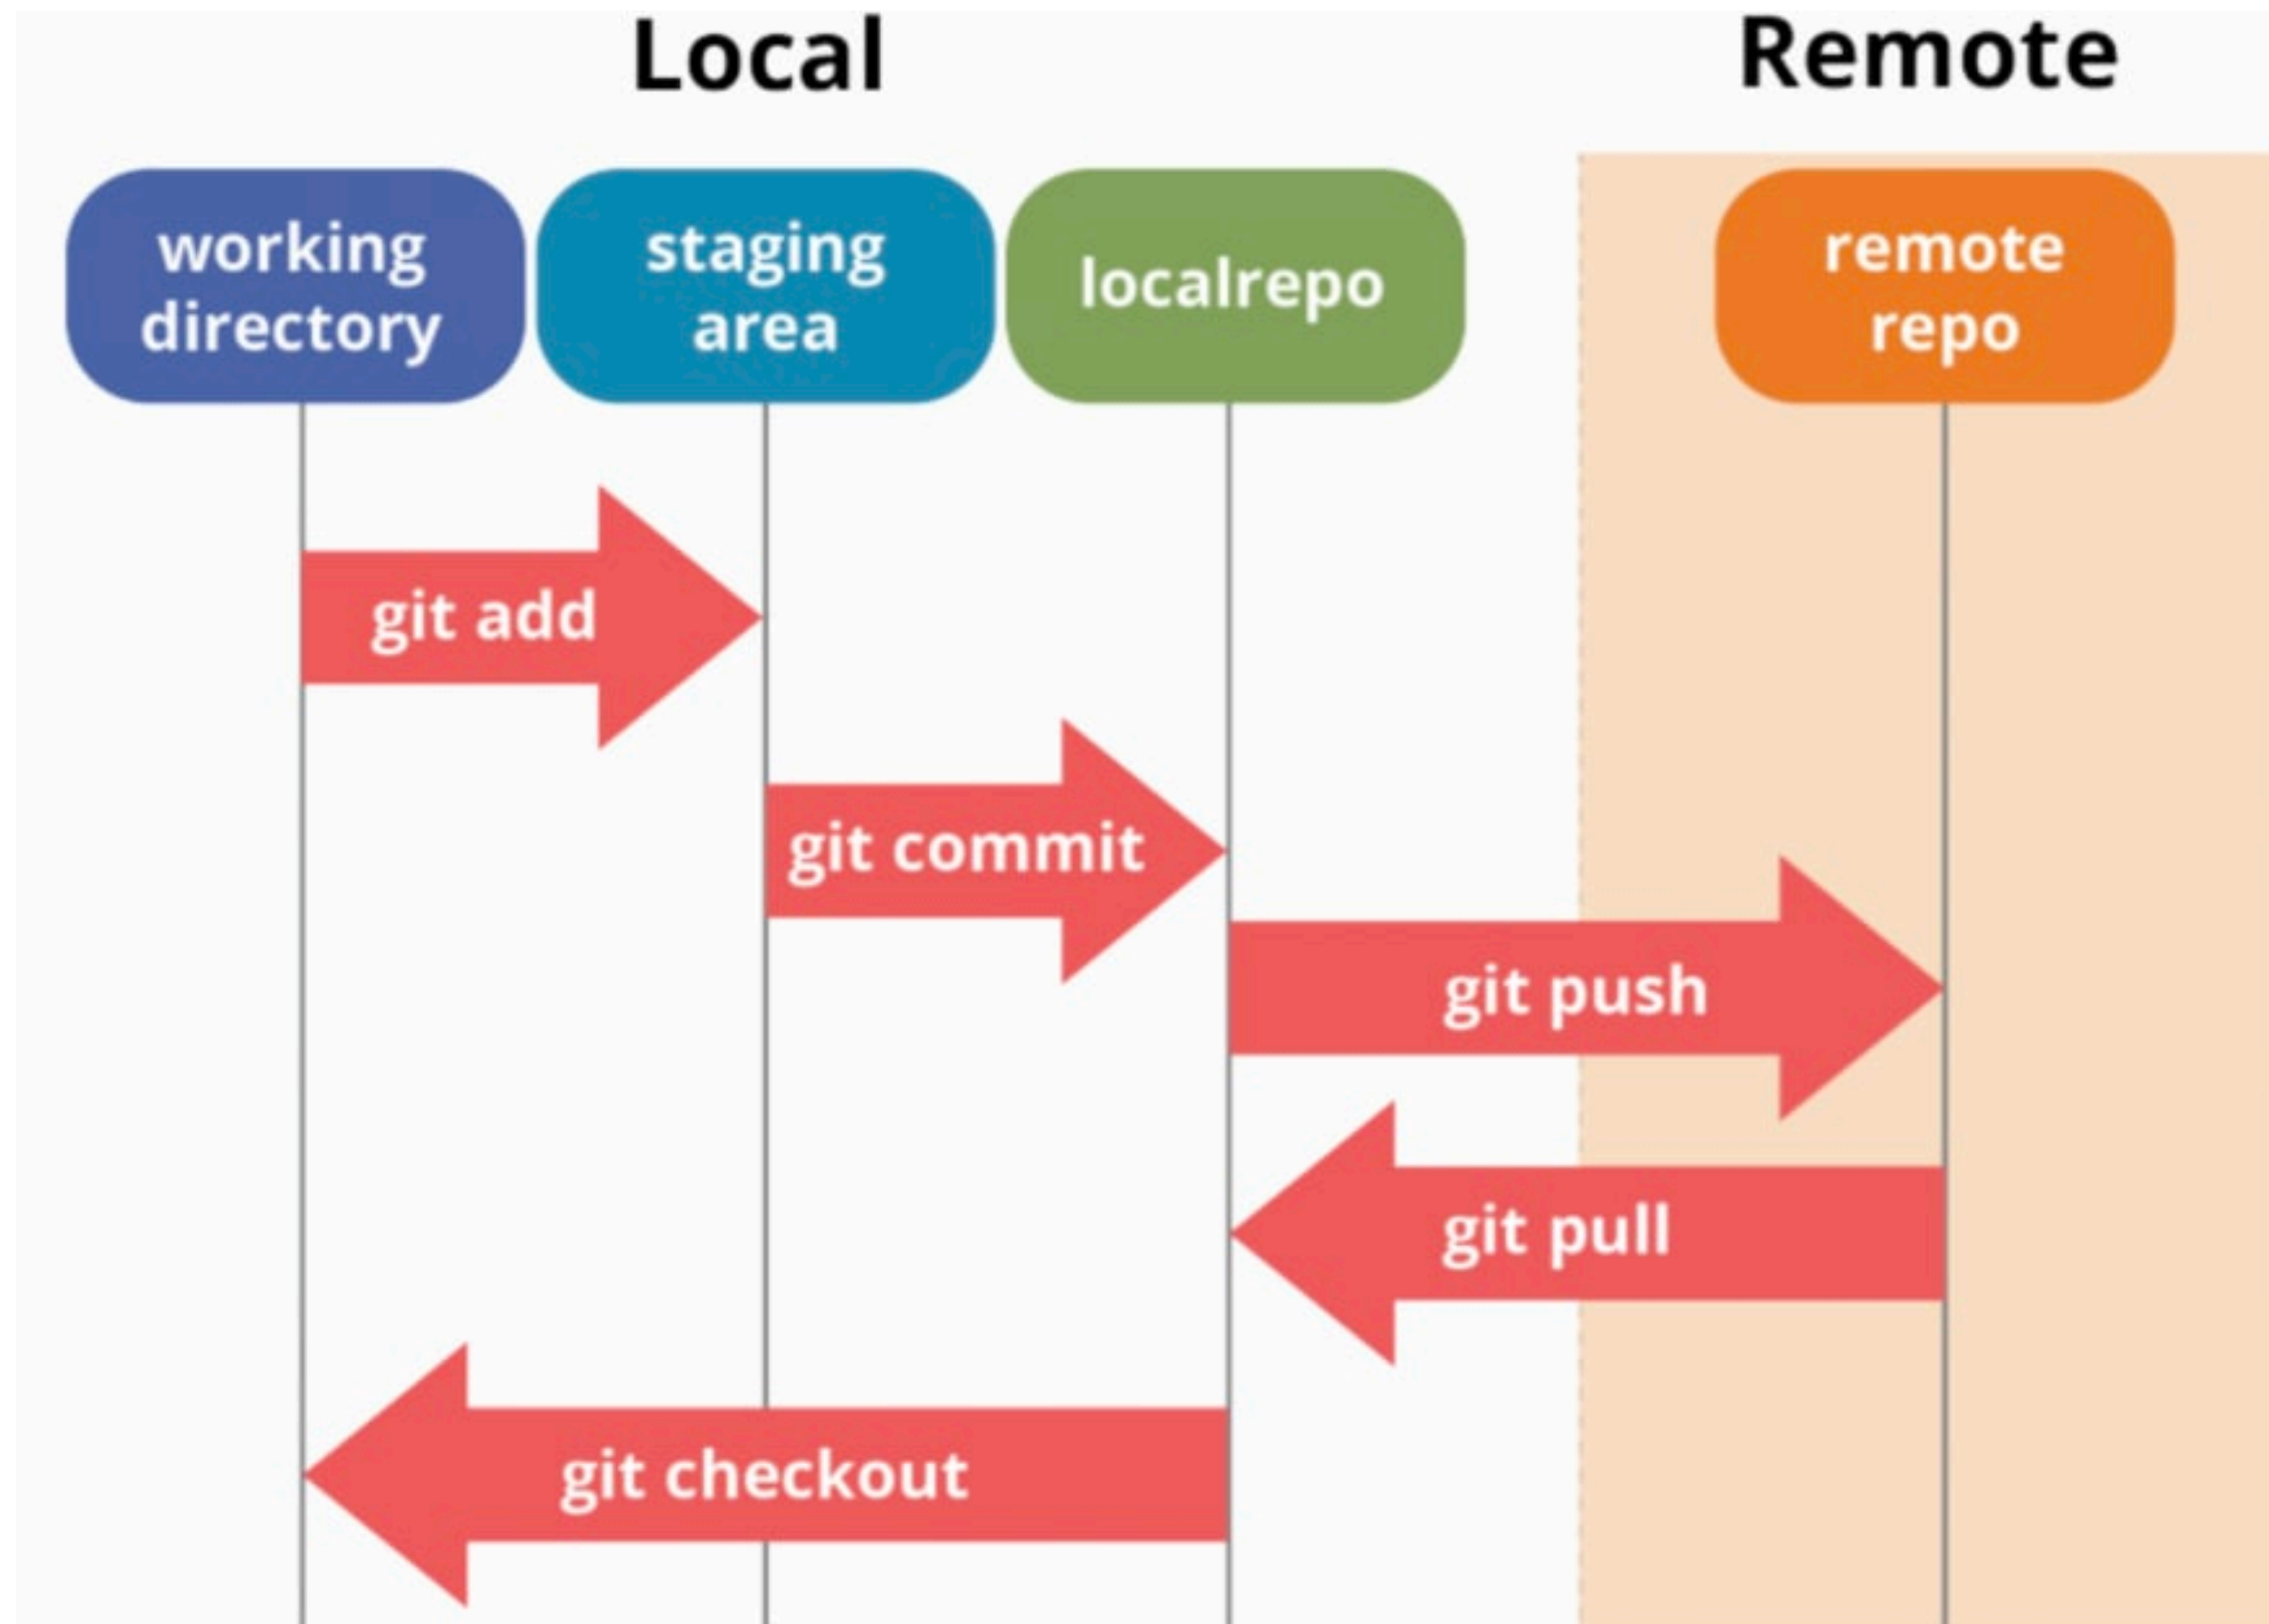 Local
Remote
working
directory
staging
area
localrepo
remote
repo
git add
git commit
git push
git pull
git checkout